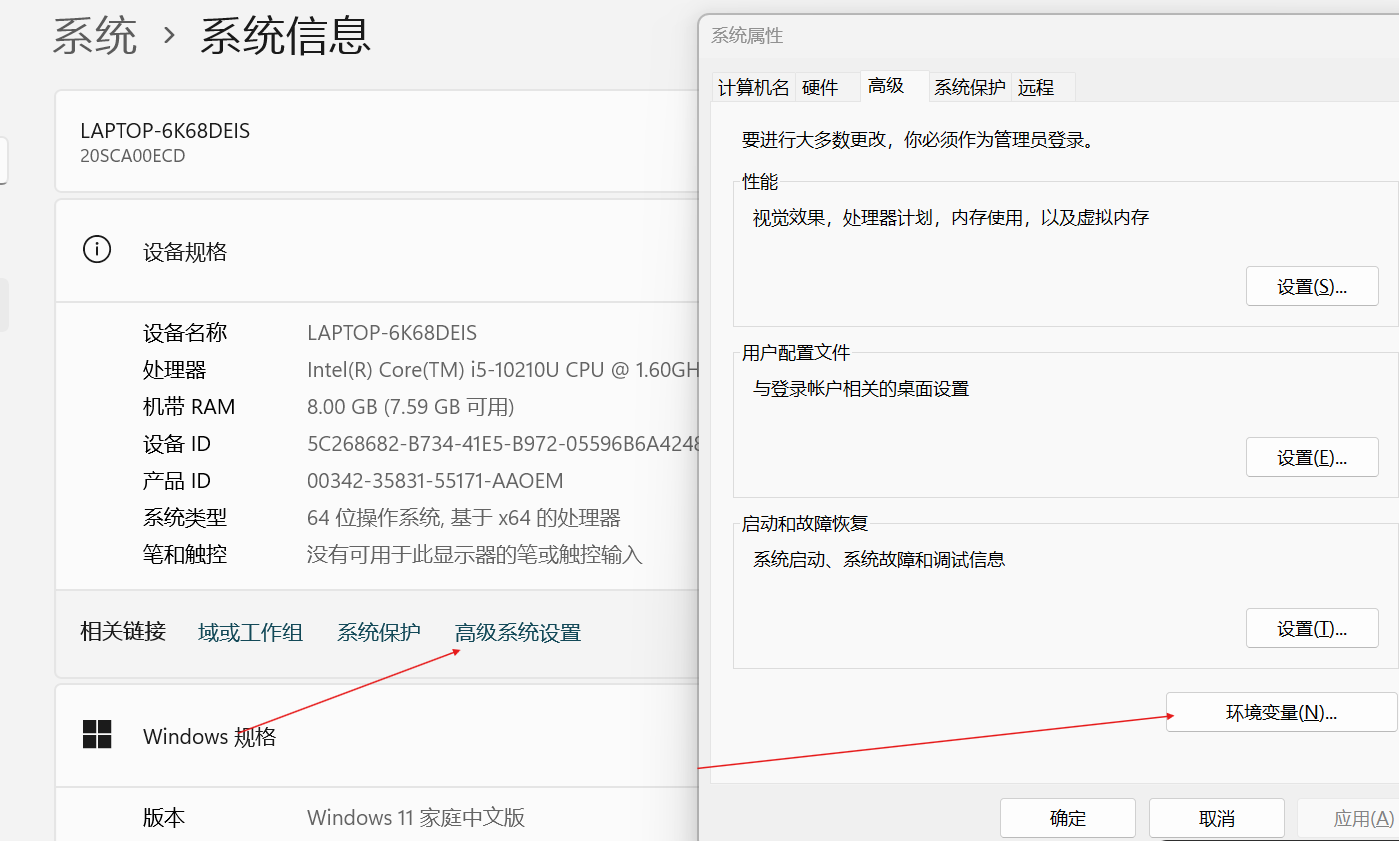 系统 › 系统信息
LAPTOP-6K68DEIS
20SCA00ECD
设备规格
设备名称 LAPTOP-6K68DEIS
处理器 Intel(R) Core(TM) i5-10210U CPU @ 1.60GH
机带 RAM 8.00 GB (7.59 GB 可用)
设备 ID 5C268682-B734-41E5-B972-05596B6A4248
产品 ID 00342-35831-55171-AAOEM
系统类型 64 位操作系统, 基于 x64 的处理器
笔和触控 没有可用于此显示器的笔或触控输入
相关链接 域或工作组 系统保护 高级系统设置
Windows 规格
版本 Windows 11 家庭中文版
系统属性
计算机名 硬件 高级 系统保护 远程
要进行大多数更改，你必须作为管理员登录。
性能
视觉效果，处理器计划，内存使用，以及虚拟内存
设置(S)...
用户配置文件
与登录帐户相关的桌面设置
设置(E)...
启动和故障恢复
系统启动、系统故障和调试信息
设置(T)...
环境变量(N)...
确定 取消 应用(A)